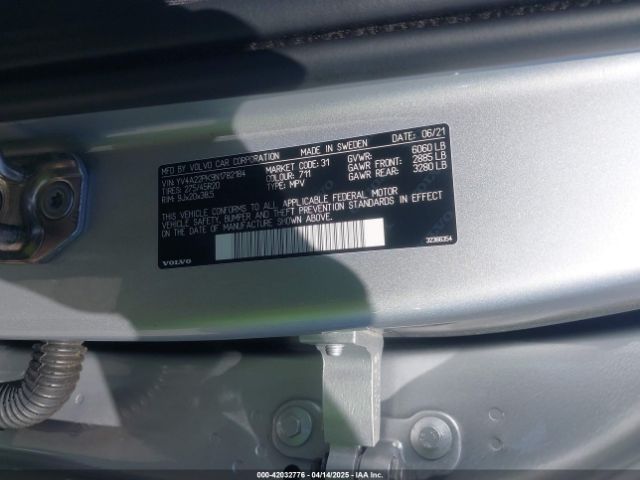 MFD BY VOLVO CAR CORPORATION MADE IN SWEDEN DATE: 06/21
VIN: YV4A22PK9N1782184 MARKET CODE: 31 GVWR: 6060 LB
TIRES: 275/45R20 COLOUR: 711 GAWR FRONT: 2885 LB
RIM: 9Jx20x38.5 TYPE: MPV GAWR REAR: 3280 LB
THIS VEHICLE CONFORMS TO ALL APPLICABLE FEDERAL MOTOR
VEHICLE SAFETY, BUMPER AND THEFT PREVENTION STANDARDS IN EFFECT
ON THE DATE OF MANUFACTURE SHOWN ABOVE.
VOLVO 32366354
000-42032776 - 04/14/2025 - IAA Inc.